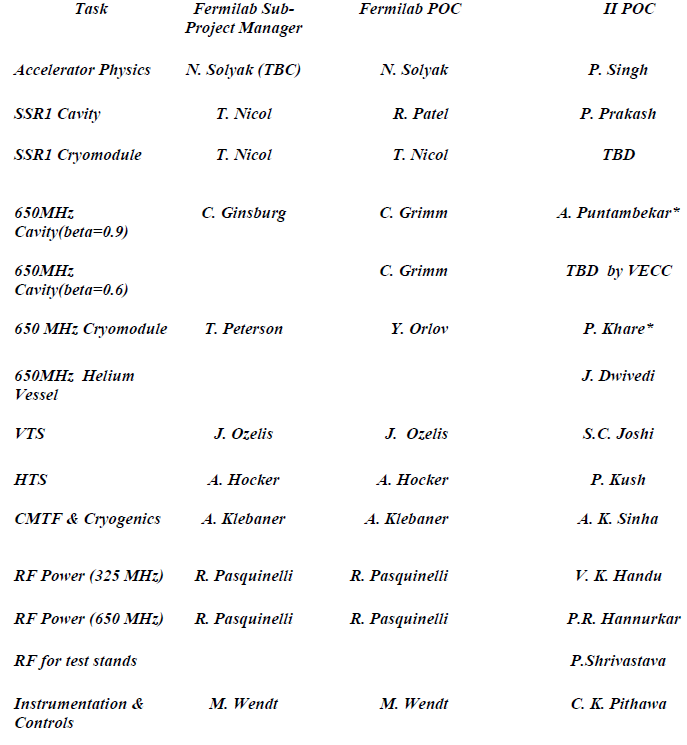 Task Fermilab Sub-Project Manager Fermilab POC II POC
Accelerator Physics N. Solyak (TBC) N. Solyak P. Singh
SSR1 Cavity T. Nicol R. Patel P. Prakash
SSR1 Cryomodule T. Nicol T. Nicol TBD
650MHz Cavity(beta=0.9) C. Ginsburg C. Grimm A. Puntambekar*
650MHz Cavity(beta=0.6) C. Grimm TBD by VECC
650 MHz Cryomodule T. Peterson Y. Orlov P. Khare*
650MHz Helium Vessel J. Dwivedi
VTS J. Ozelis J. Ozelis S.C. Joshi
HTS A. Hocker A. Hocker P. Kush
CMTF & Cryogenics A. Klebaner A. Klebaner A. K. Sinha
RF Power (325 MHz) R. Pasquinelli R. Pasquinelli V. K. Handu
RF Power (650 MHz) R. Pasquinelli R. Pasquinelli P.R. Hannurkar
RF for test stands P.Shrivastava
Instrumentation & Controls M. Wendt M. Wendt C. K. Pithawa